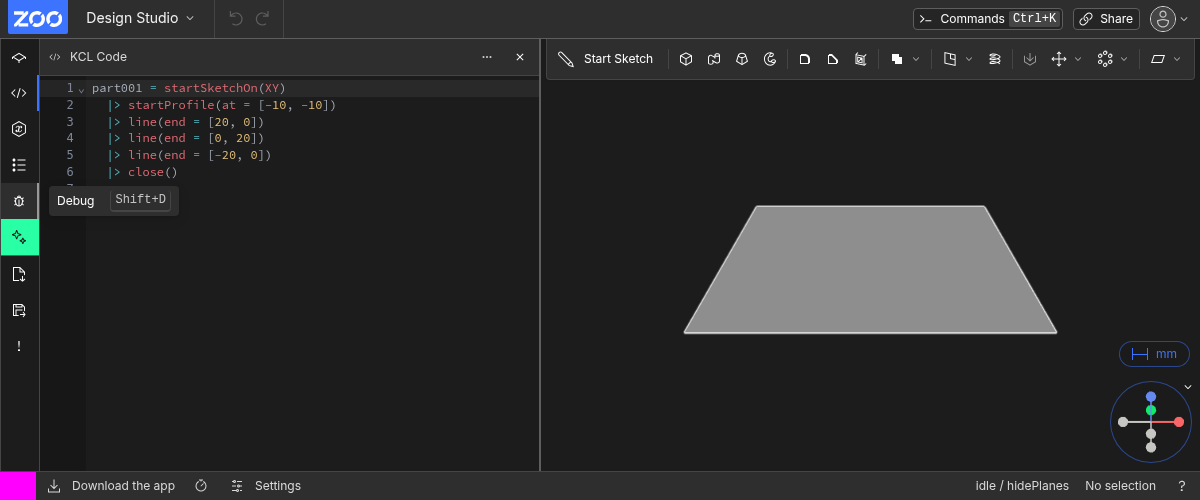 ZOO Design Studio Commands Ctrl+K Share
KCL Code ... Start Sketch
1 part001 = startSketchOn(XY)
2 |> startProfile(at = [-10, -10])
3 |> line(end = [20, 0])
4 |> line(end = [0, 20])
5 |> line(end = [-20, 0])
6 |> close()
Debug Shift+D
mm
Download the app Settings idle / hidePlanes No selection ?